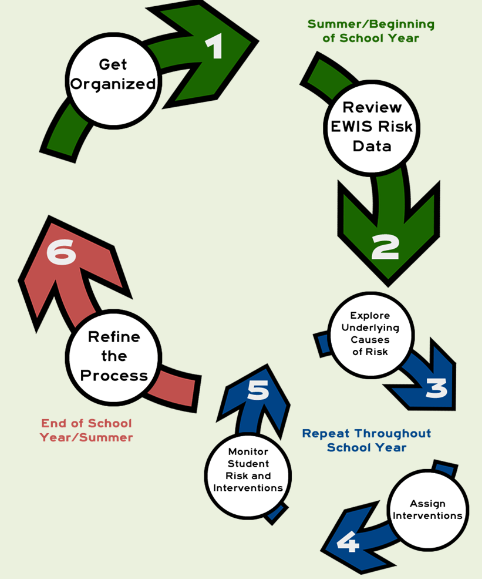 1
Get
Organized
Summer/Beginning
of School Year
Review
EWIS Risk
Data
2
Explore
Underlying
Causes
of Risk
3
Repeat Throughout
School Year
Assign
Interventions
4
Monitor
Student
Risk and
Interventions
5
Refine
the
Process
6
End of School
Year/Summer